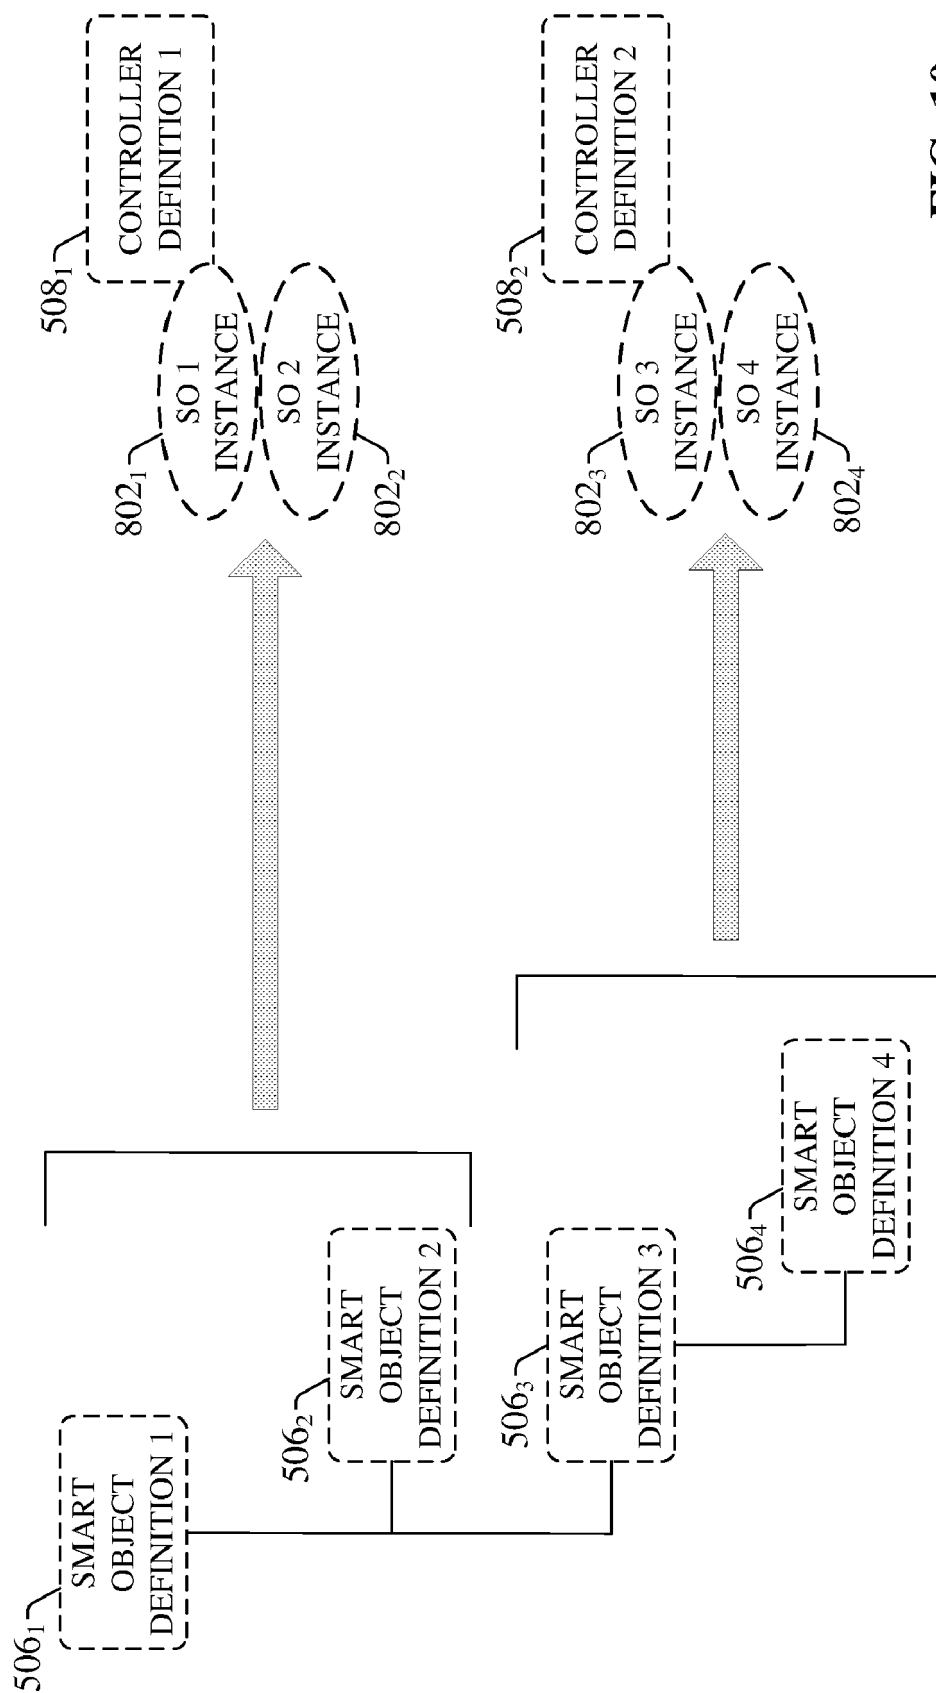 506₁
SMART
OBJECT
DEFINITION 1
506₂
SMART
OBJECT
DEFINITION 2
506₃
SMART
OBJECT
DEFINITION 3
506₄
SMART
OBJECT
DEFINITION 4
802₁
SO 1
INSTANCE
SO 2
INSTANCE
802₂
508₁
CONTROLLER
DEFINITION 1
802₃
SO 3
INSTANCE
SO 4
INSTANCE
802₄
508₂
CONTROLLER
DEFINITION 2